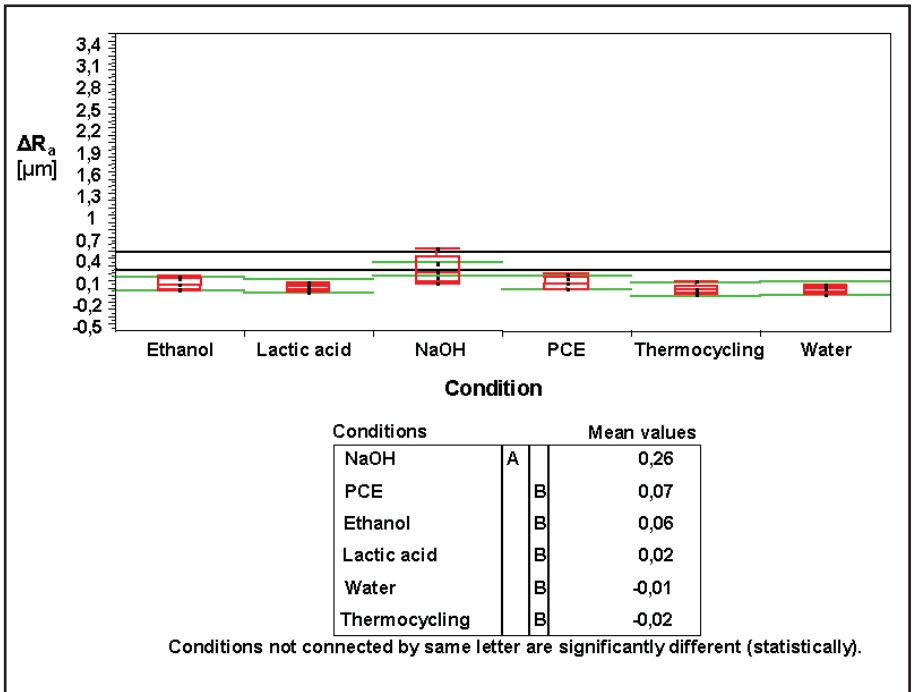 3,4
3,1
2,8
2,5
2,2
1,9
1,6
1,3
1
0,7
0,4
0,1
-0,2
-0,5
ΔRa
[µm]
Ethanol Lactic acid NaOH PCE Thermocycling Water
Condition
Conditions Mean values
NaOH A 0,26
PCE B 0,07
Ethanol B 0,06
Lactic acid B 0,02
Water B -0,01
Thermocycling B -0,02
Conditions not connected by same letter are significantly different (statistically).